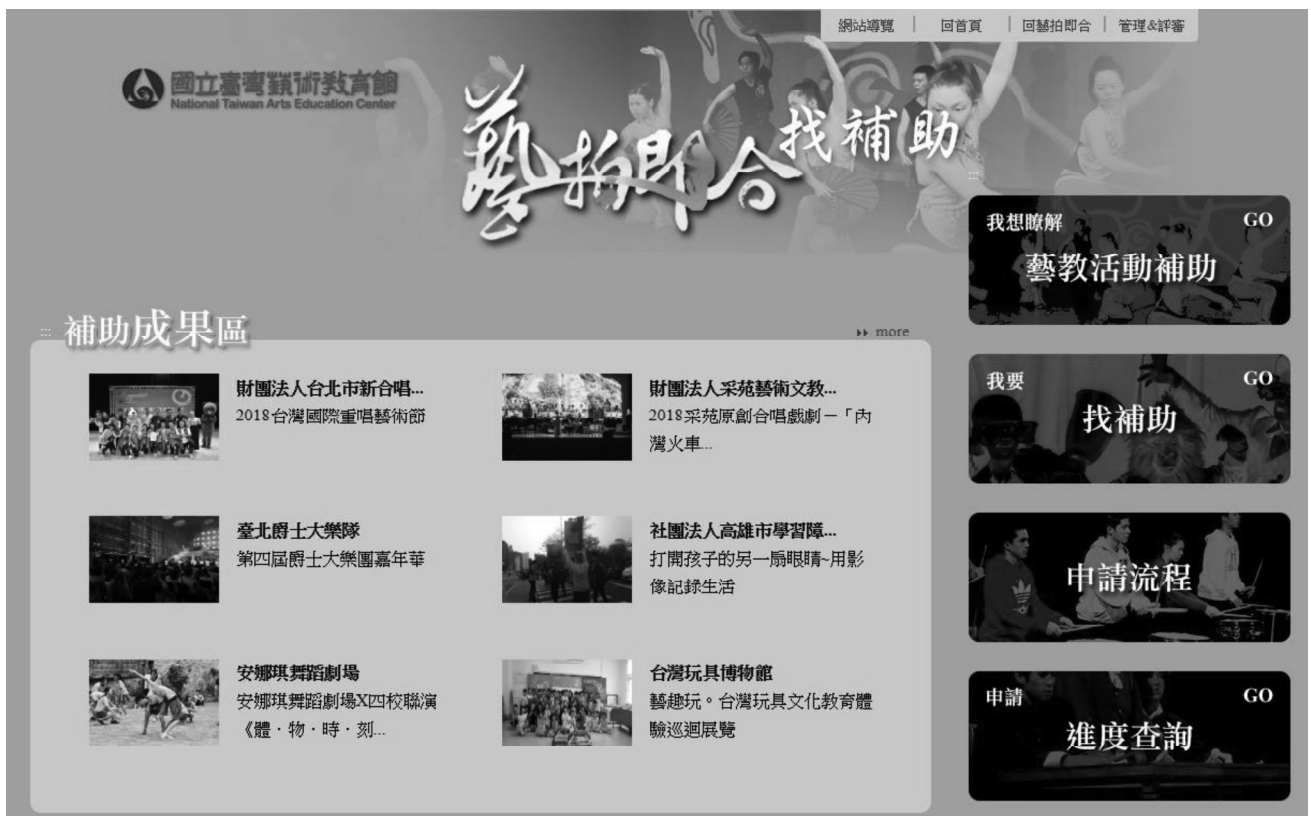 網站導覽 | 回首頁 | 回藝拍即合 | 管理&評審
國立臺灣藝術教育館
National Taiwan Arts Education Center
藝拍即合找補助
:::
我想瞭解 GO
藝教活動補助
::: 補助成果區
more
財團法人台北市新合唱...
2018台灣國際重唱藝術節
財團法人采苑藝術文教...
2018采苑原創合唱戲劇－「內
灣火車...
臺北爵士大樂隊
第四屆爵士大樂團嘉年華
社團法人高雄市學習障...
打開孩子的另一扇眼睛~用影
像記錄生活
安娜琪舞蹈劇場
安娜琪舞蹈劇場X四校聯演
《體・物・時・刻...
台灣玩具博物館
藝趣玩。台灣玩具文化教育體
驗巡迴展覽
我要 GO
找補助
申請流程
申請 GO
進度查詢